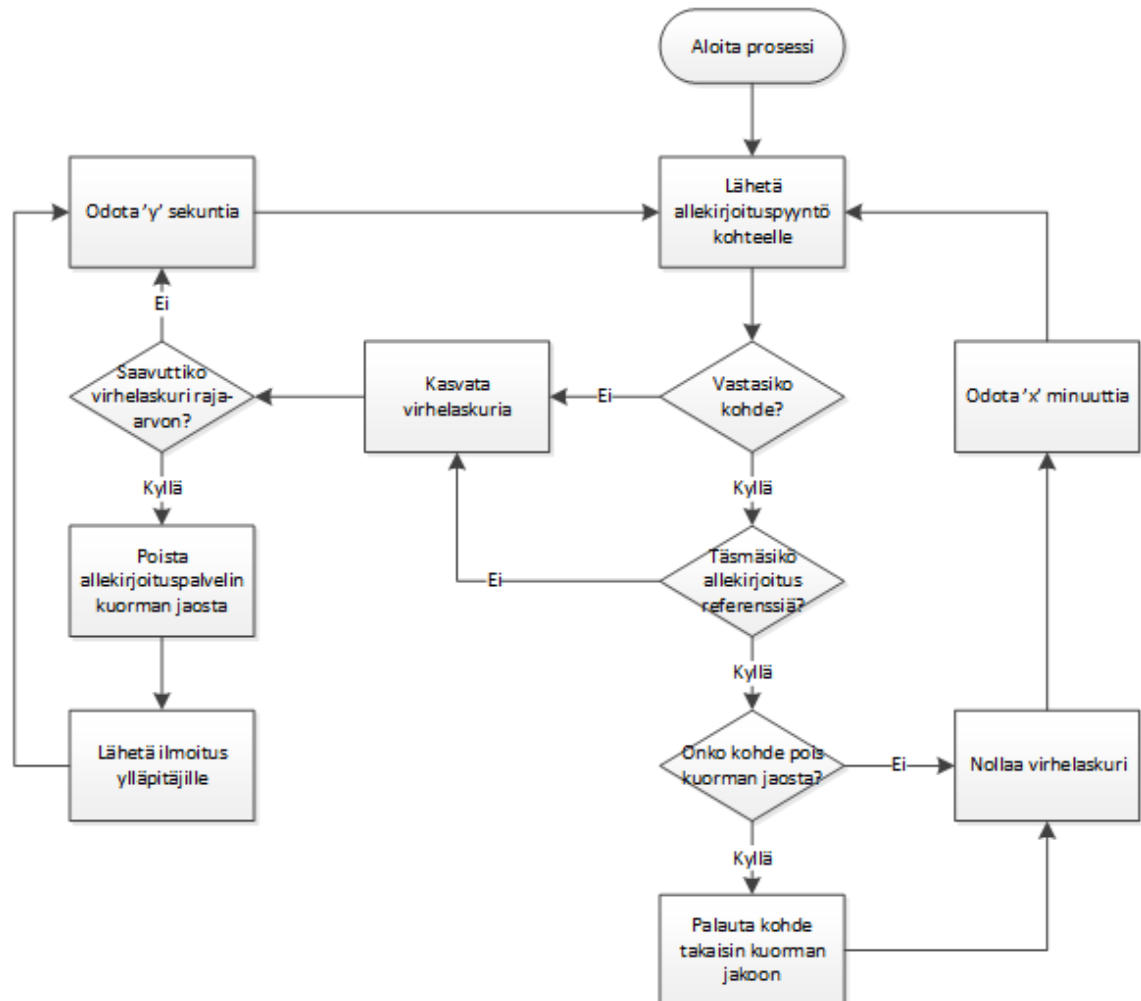 Aloita prosessi
Odota 'y' sekuntia
Lähetä
allekirjoituspyyntö
kohteelle
Ei
Saavuttiko
virhelaskuri raja-
arvon?
Kasvata
virhelaskuria
Ei
Vastasiko
kohde?
Odota 'x' minuuttia
Kyllä
Kyllä
Poista
allekirjoituspalvelin
kuorman jaosta
Ei
Täsmäsikö
allekirjoitus
referenssiä?
Kyllä
Lähetä ilmoitus
ylläpitäjille
Onko kohde pois
kuorman jaosta?
Ei
Nollaa virhelaskuri
Kyllä
Palauta kohde
takaisin kuorman
jakoon